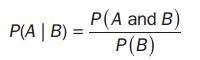 P(A | B) = P(A and B) / P(B)